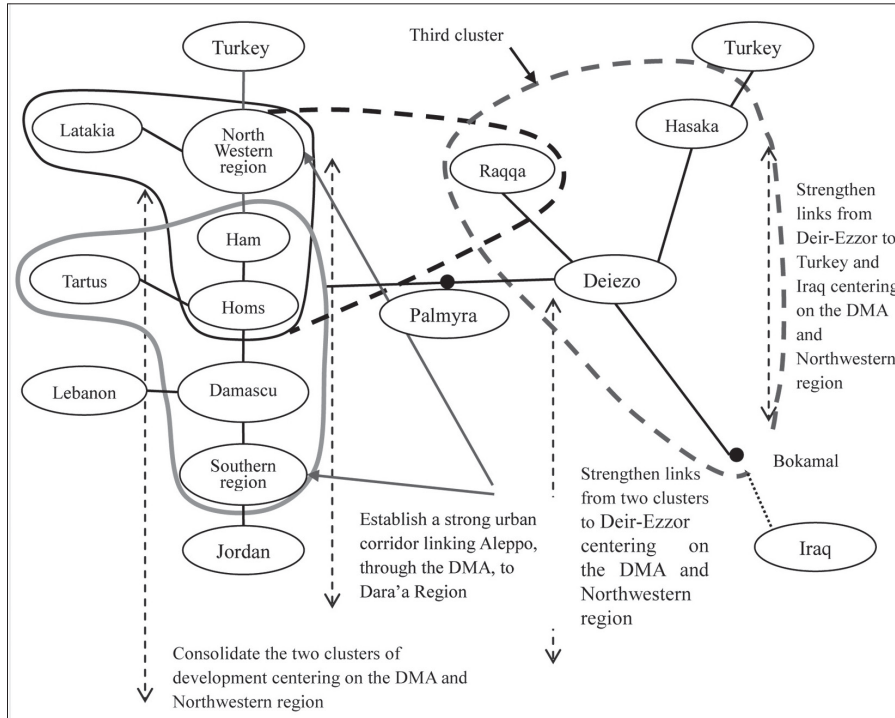 Turkey
Third cluster
Turkey
Latakia
North
Western
region
Hasaka
Raqqa
Strengthen
links from
Deir-Ezzor to
Turkey and
Iraq centering
on the DMA
and
Northwestern
region
Ham
Tartus
Homs
Deiezo
Palmyra
Lebanon
Damascu
Southern
region
Bokamal
Strengthen links
from two clusters
to Deir-Ezzor
centering on
the DMA and
Northwestern
region
Establish a strong urban
corridor linking Aleppo,
through the DMA, to
Dara'a Region
Jordan
Iraq
Consolidate the two clusters of
development centering on the DMA and
Northwestern region